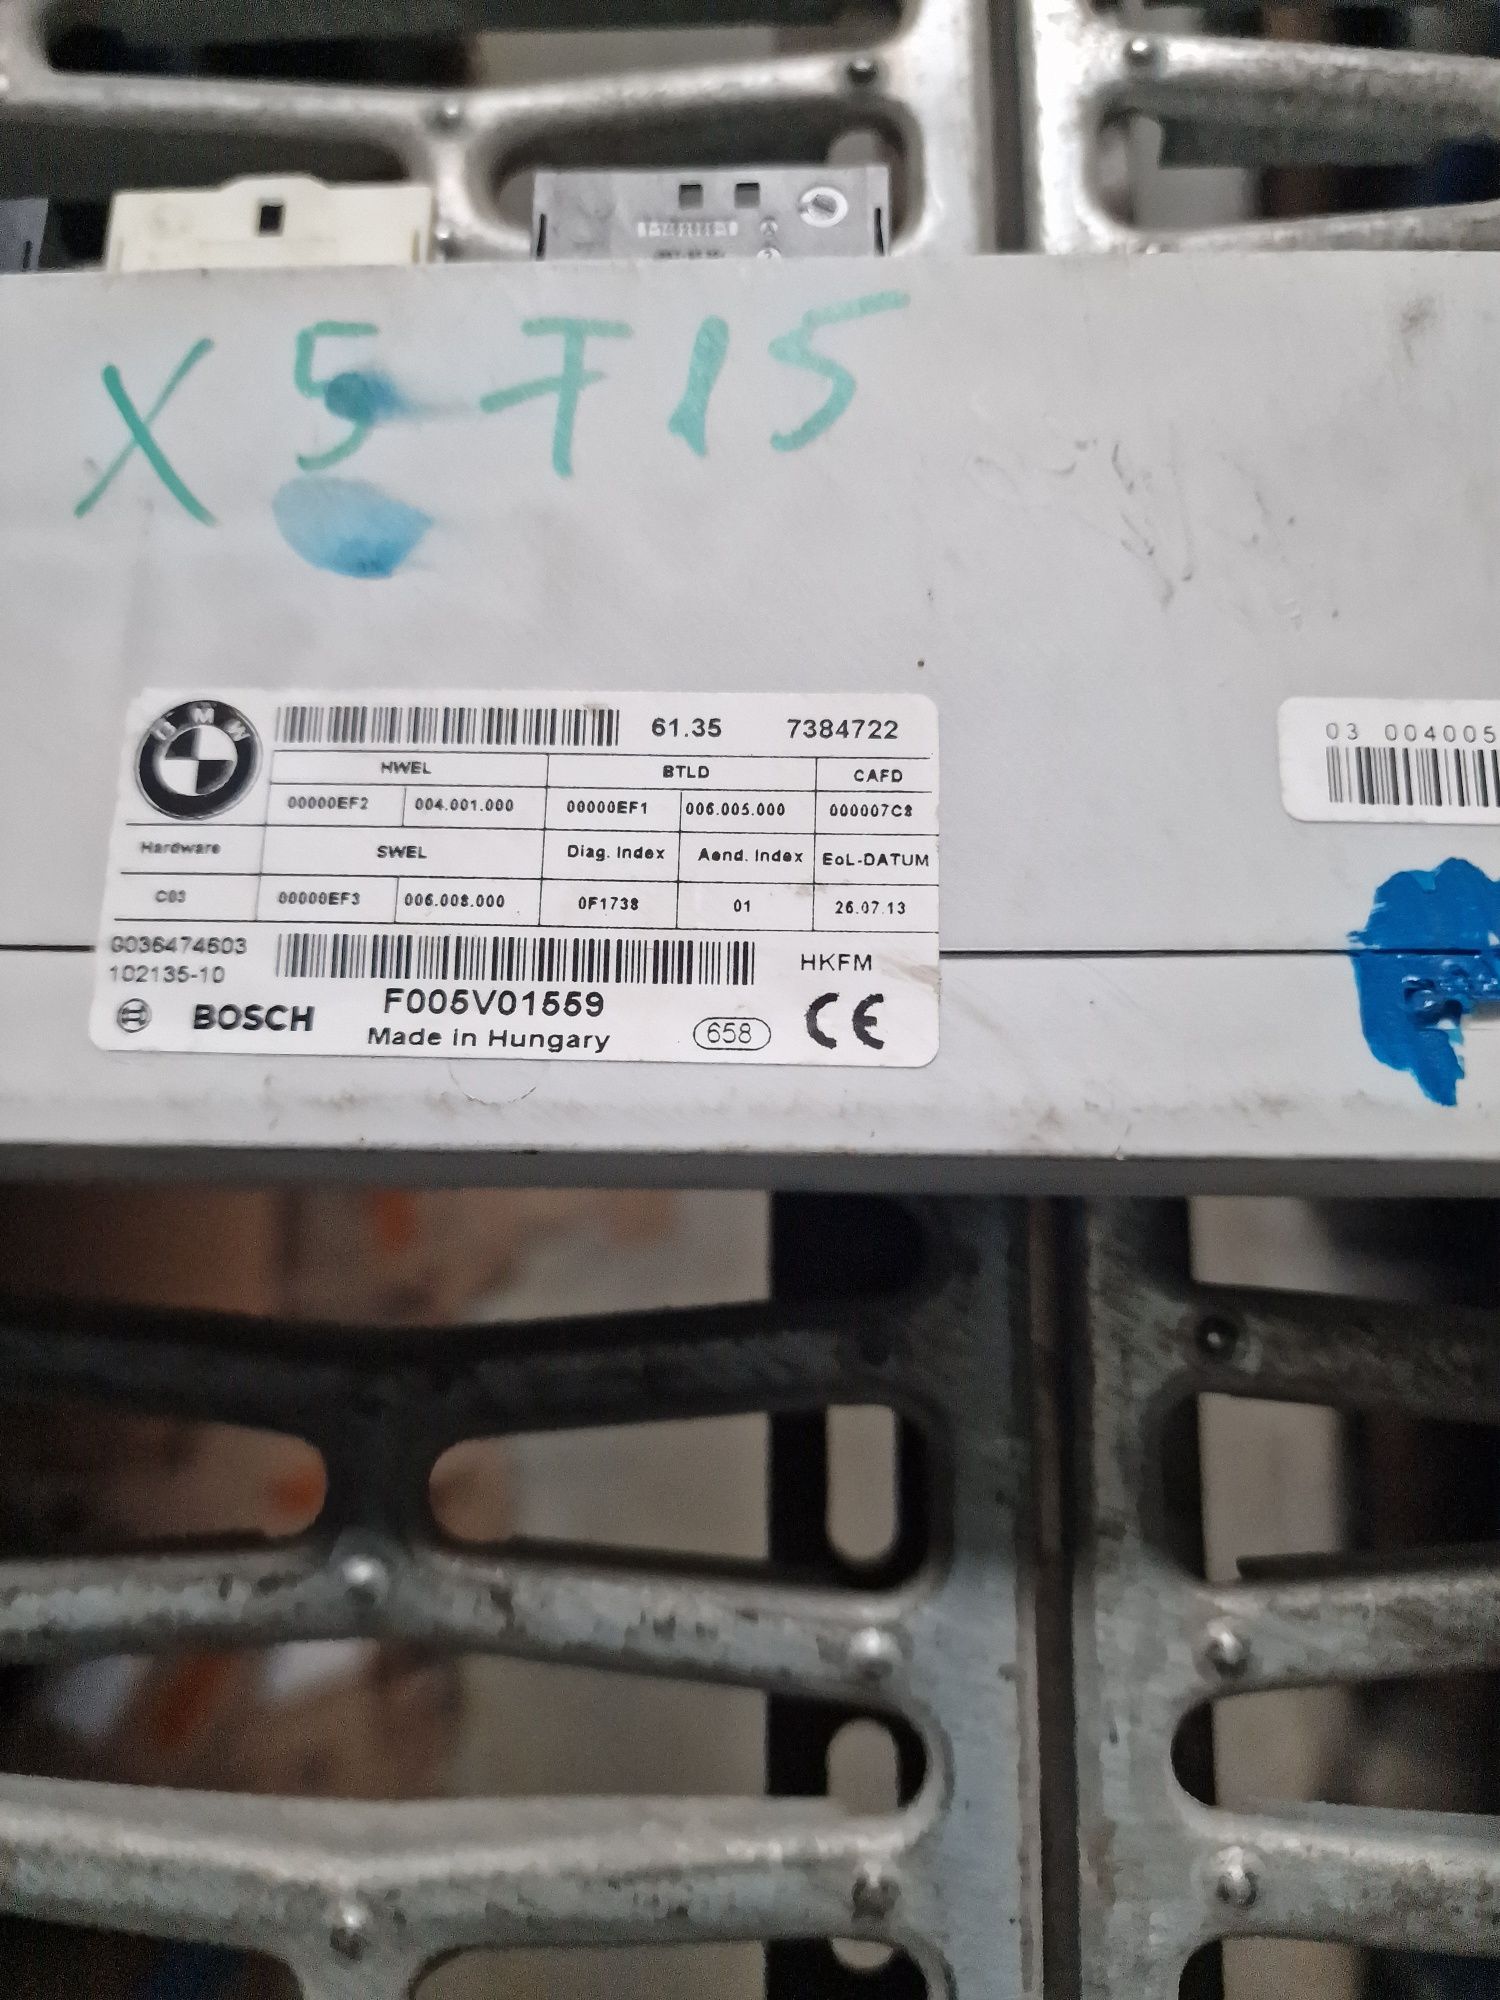 X5-F15
BMW
61.35 7384722
HWEL BTLD CAFD
00000EF2 004.001.000 00000EF1 006.005.000 000007C8
Hardware SWEL Diag. Index Aend. Index EoL-DATUM
C03 00000EF3 006.008.000 0F1738 01 26.07.13
G036474603
102135-10
HKFM
BOSCH F005V01559
Made in Hungary 658 CE
03 004005